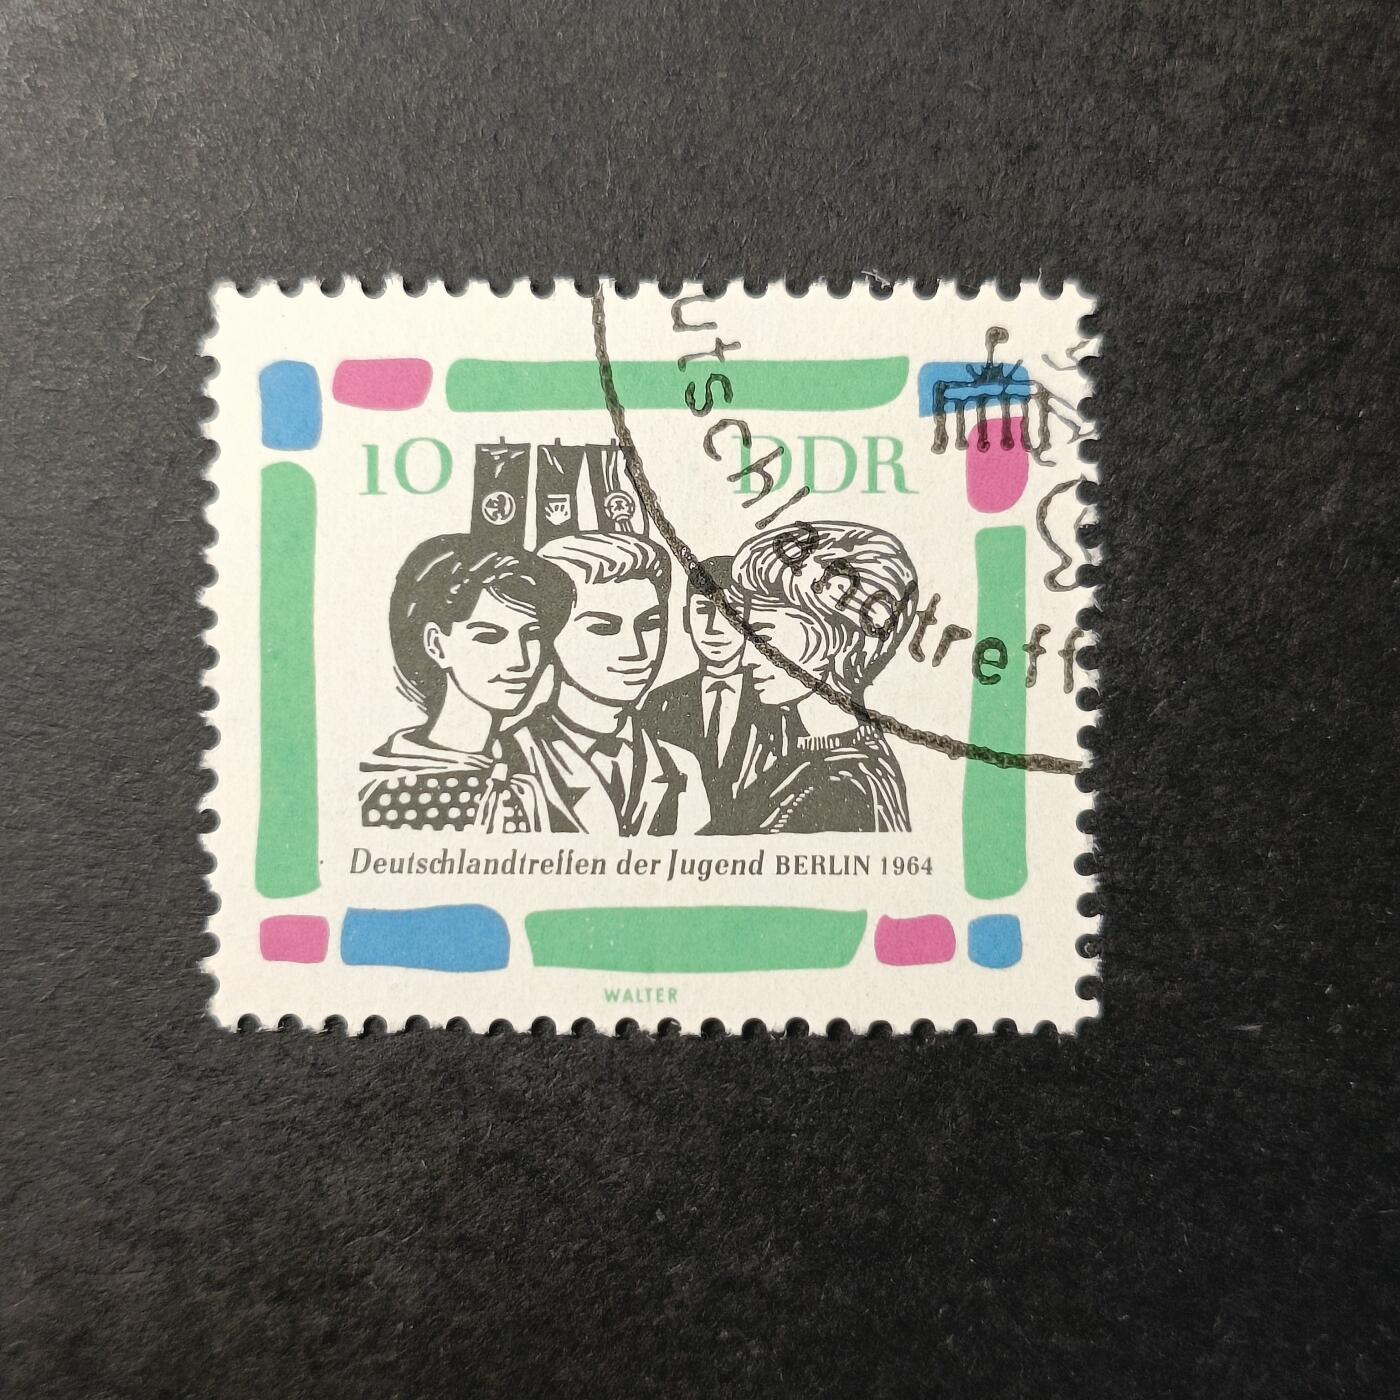 10 DDR
utschlandtreff
Deutschlandtreffen der Jugend BERLIN 1964
WALTER